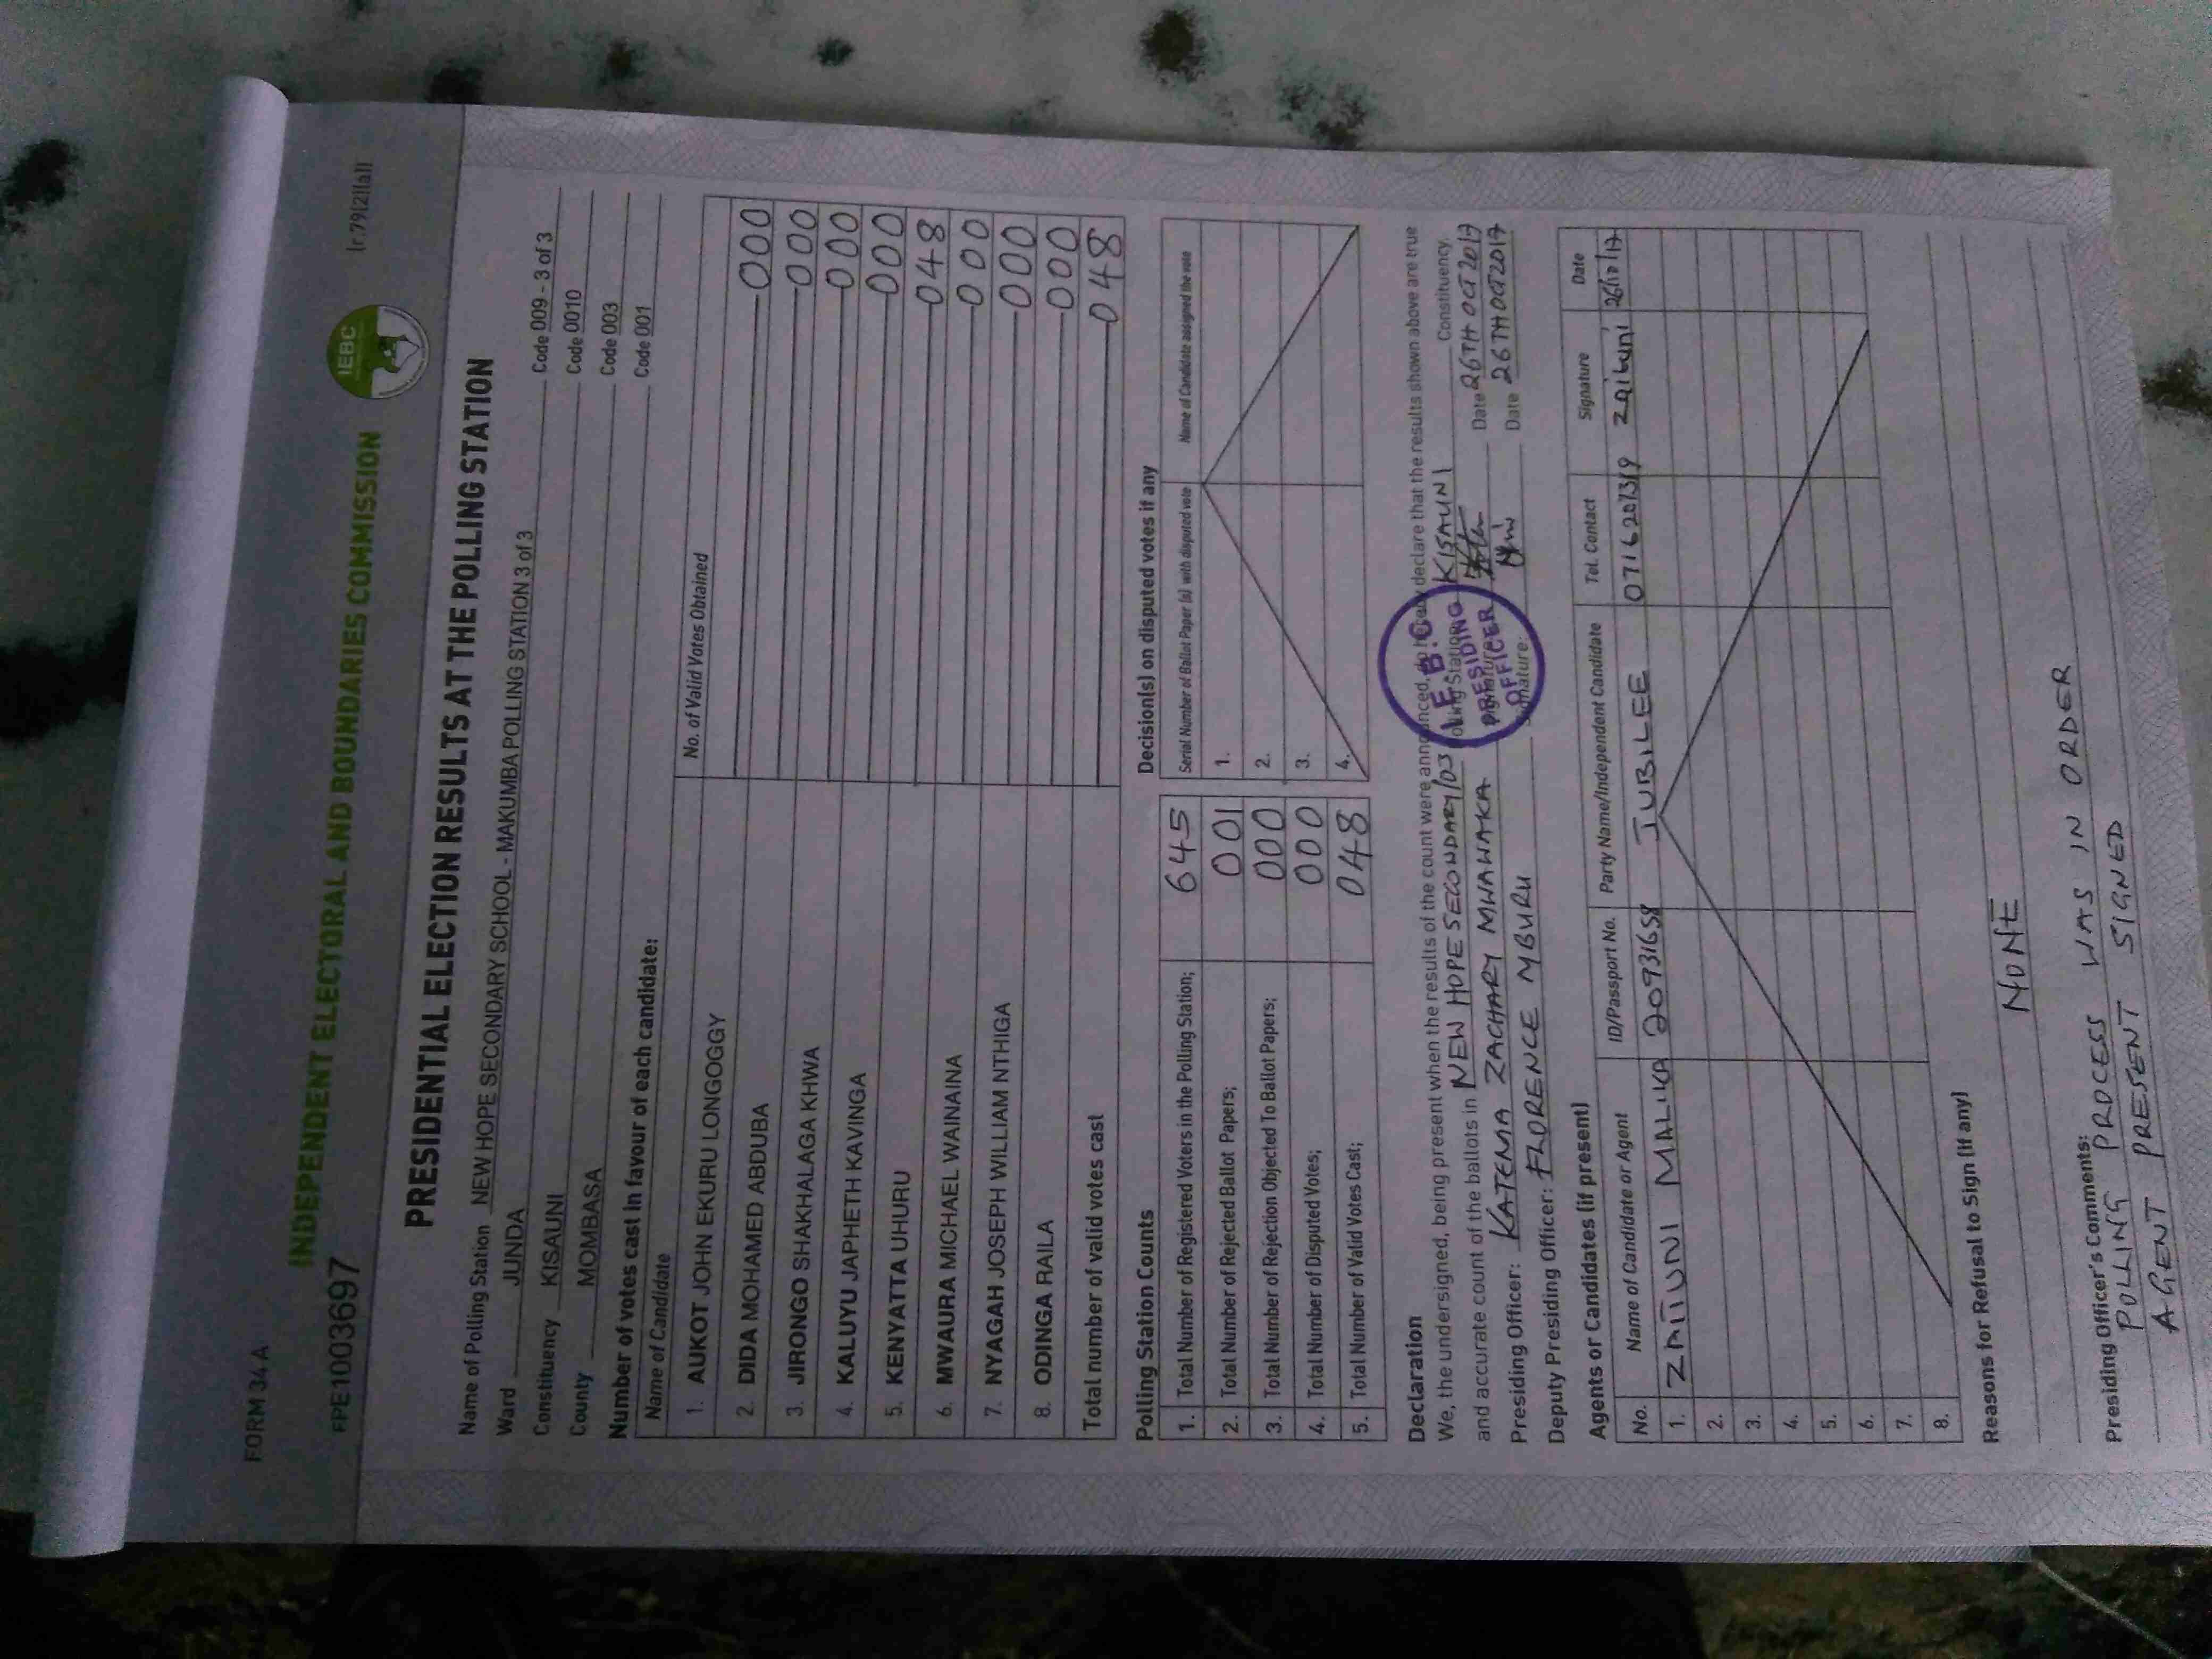 FORM 34 A
INDEPENDENT ELECTORAL AND BOUNDARIES COMMISSION
IEBC
(r.79(2)(a))
PPE1003697
PRESIDENTIAL ELECTION RESULTS AT THE POLLING STATION
Name of Polling Station NEW HOPE SECONDARY SCHOOL - MAKUMBA POLLING STATION 3 of 3 Code 009 - 3 of 3
Ward JUNDA Code 0010
Constituency KISAUNI Code 003
County MOMBASA Code 001
Number of votes cast in favour of each candidate:
Name of Candidate No. of Valid Votes Obtained
1. AUKOT JOHN EKURU LONGOGGY 000
2. DIDA MOHAMED ABDUBA 000
3. JIRONGO SHAKHALAGA KHWA 000
4. KALUYU JAPHETH KAVINGA 000
5. KENYATTA UHURU 048
6. MWAURA MICHAEL WAINAINA 000
7. NYAGAH JOSEPH WILLIAM NTHIGA 000
8. ODINGA RAILA 000
Total number of valid votes cast 048
Polling Station Counts
1. Total Number of Registered Voters in the Polling Station; 645
2. Total Number of Rejected Ballot Papers; 001
3. Total Number of Rejection Objected To Ballot Papers; 000
4. Total Number of Disputed Votes; 000
5. Total Number of Valid Votes Cast; 048
Decision(s) on disputed votes if any
Serial Number of Ballot Paper (s) with disputed vote Name of Candidate assigned the vote
1.
2.
3.
4.
Declaration
We, the undersigned, being present when the results of the count were announced, do hereby declare that the results shown above are true
and accurate count of the ballots in NEW HOPE SECONDARY/03 Polling Station KISAUNI Constituency.
Presiding Officer: KATEMA ZACHARY MWAWAKA Signature: Date 26TH OCT 2017
Deputy Presiding Officer: FLORENCE MBURU Signature: Date 26TH OCT 2017
I.E.B.C
PRESIDING
OFFICER
Agents or Candidates (if present)
No. Name of Candidate or Agent ID/Passport No. Party Name/Independent Candidate Tel. Contact Signature Date
1. ZAITUNI MALIKA 20931658 JUBILEE 0716207319 zaituni 26/10/17
2.
3.
4.
5.
6.
7.
8.
Reasons for Refusal to Sign (if any)
NONE
Presiding Officer's Comments:
POLLING PROCESS WAS IN ORDER
AGENT PRESENT SIGNED